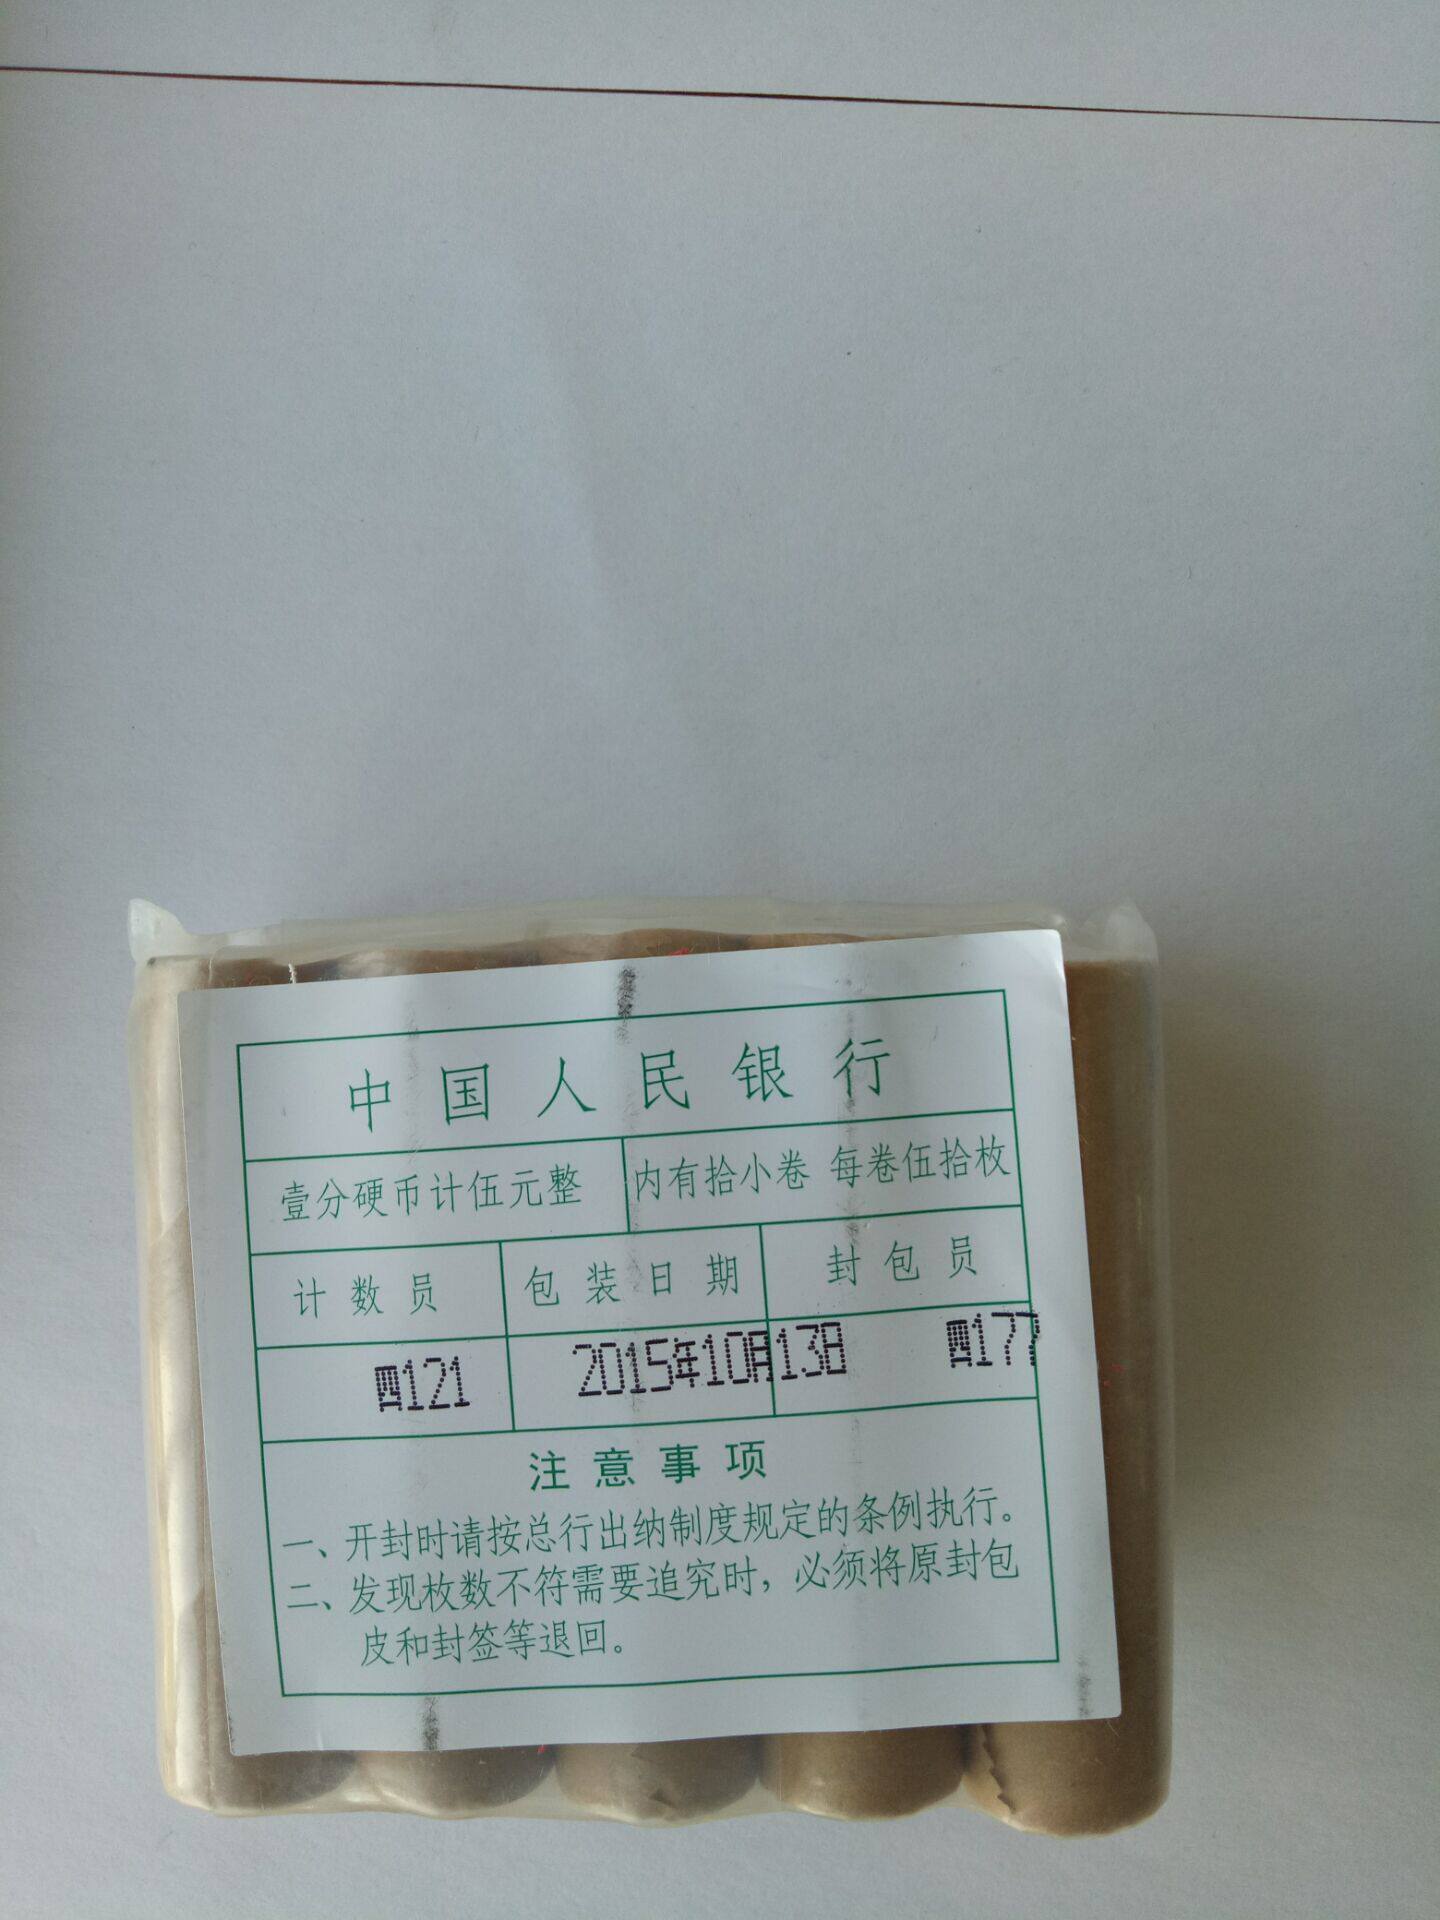 中国人民银行
壹分硬币计伍元整 内有拾小卷 每卷伍拾枚
计数员 包装日期 封包员
四121 2015年10月13日 四177
注意事项
一、开封时请按总行出纳制度规定的条例执行。
二、发现枚数不符需要追究时，必须将原封包
皮和封签等退回。